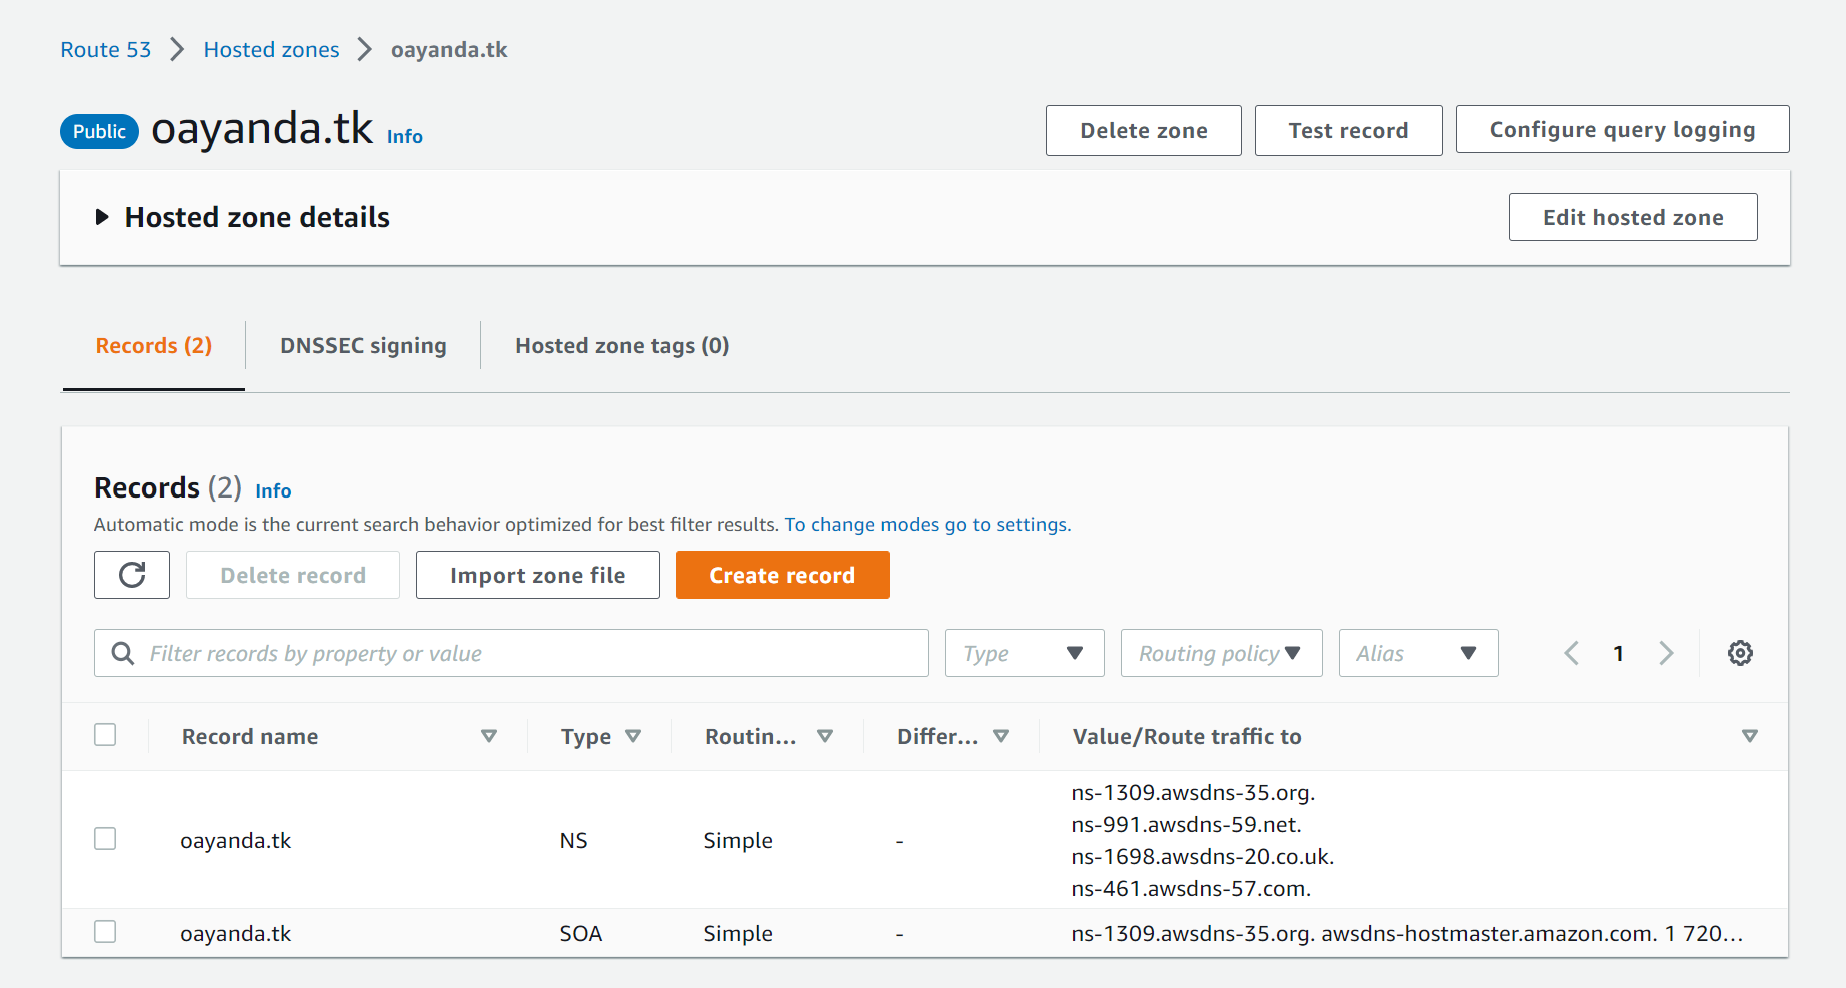 Route 53 Hosted zones oayanda.tk
Public oayanda.tk Info Delete zone Test record Configure query logging
Hosted zone details Edit hosted zone
Records (2) DNSSEC signing Hosted zone tags (0)
Records (2) Info
Automatic mode is the current search behavior optimized for best filter results. To change modes go to settings.
Delete record Import zone file Create record
Filter records by property or value Type Routing policy Alias 1
Record name Type Routin... Differ... Value/Route traffic to
oayanda.tk NS Simple - ns-1309.awsdns-35.org.
ns-991.awsdns-59.net.
ns-1698.awsdns-20.co.uk.
ns-461.awsdns-57.com.
oayanda.tk SOA Simple - ns-1309.awsdns-35.org. awsdns-hostmaster.amazon.com. 1 720...